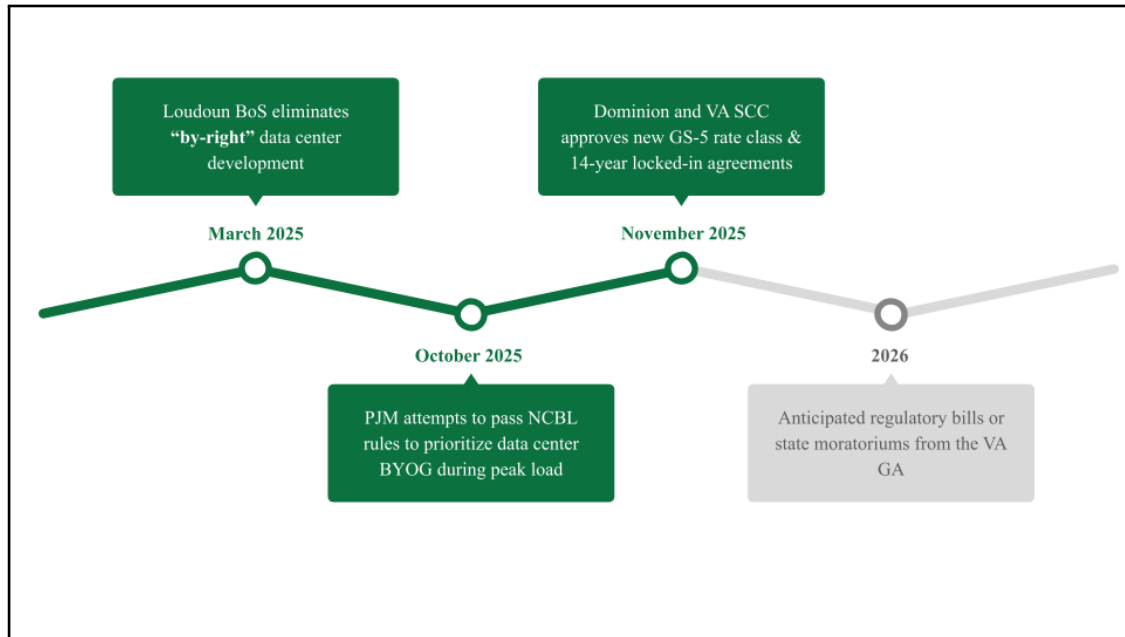 Loudoun BoS eliminates
“by-right” data center
development
March 2025
PJM attempts to pass NCBL
rules to prioritize data center
BYOG during peak load
October 2025
Dominion and VA SCC
approves new GS-5 rate class &
14-year locked-in agreements
November 2025
2026
Anticipated regulatory bills or
state moratoriums from the VA
GA